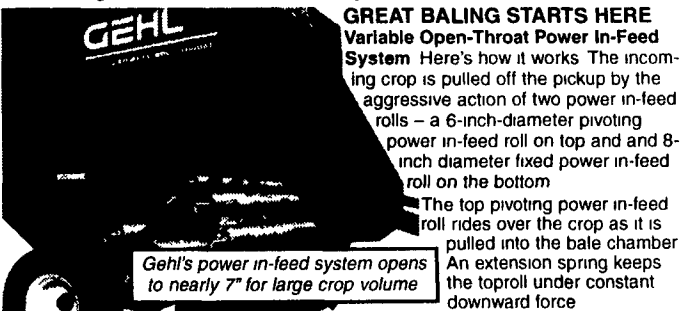 GEHL
GREAT BALING STARTS HERE
Variable Open-Throat Power In-Feed
System Here's how it works The incom-
ing crop is pulled off the pickup by the
aggressive action of two power in-feed
rolls – a 6-inch-diameter pivoting
power in-feed roll on top and and 8-
inch diameter fixed power in-feed
roll on the bottom
The top pivoting power in-feed
roll rides over the crop as it is
pulled into the bale chamber
An extension spring keeps
the toproll under constant
downward force
Gehl's power in-feed system opens
to nearly 7" for large crop volume